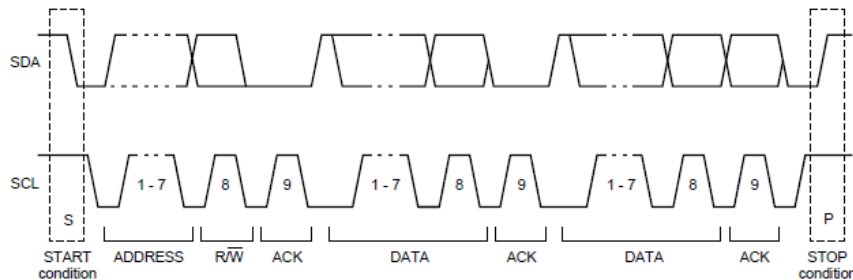 SDA
SCL
1 - 7 8 9 1 - 7 8 9 1 - 7 8 9
S P
START condition ADDRESS R/W̅ ACK DATA ACK DATA ACK STOP condition